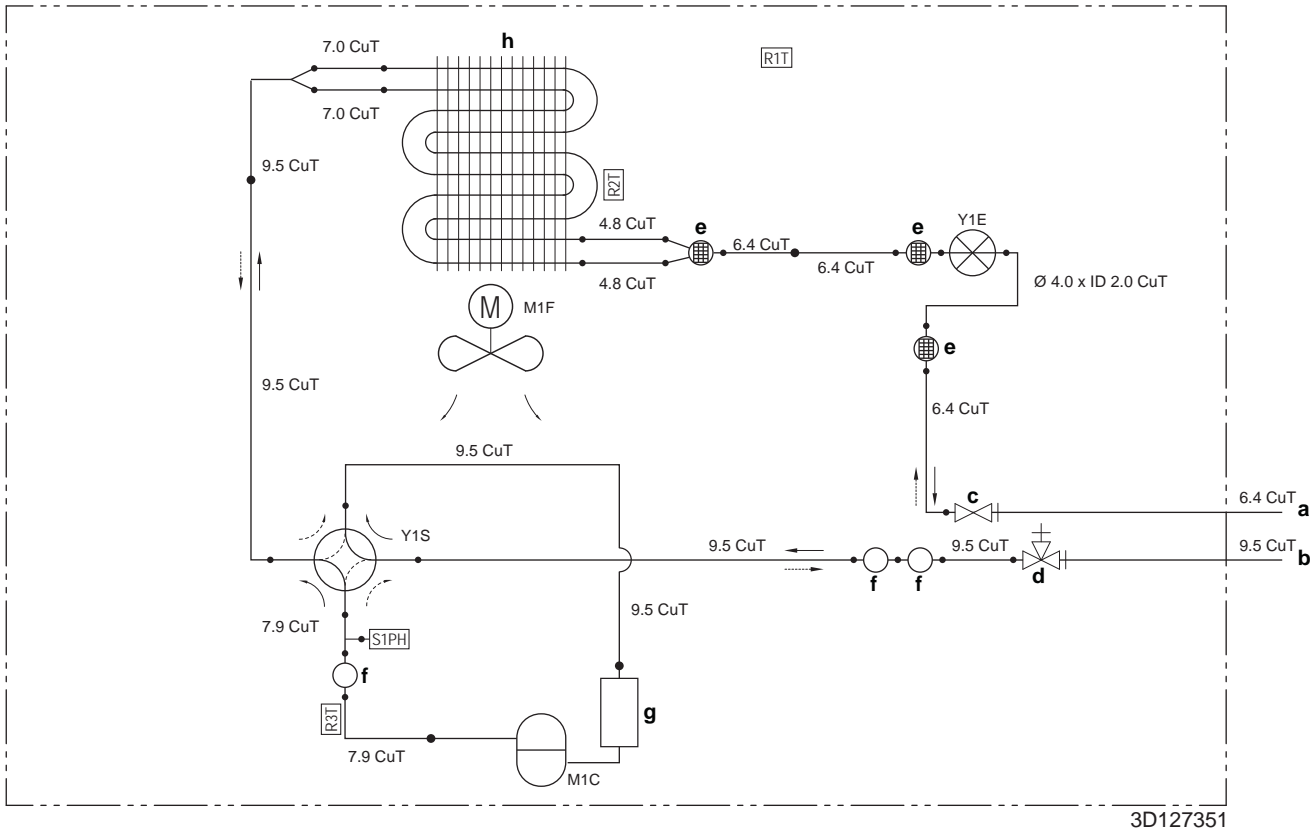 7.0 CuT
h
R1T
7.0 CuT
9.5 CuT
R2T
4.8 CuT
e
6.4 CuT
e
Y1E
6.4 CuT
4.8 CuT
Ø 4.0 x ID 2.0 CuT
M
M1F
e
9.5 CuT
6.4 CuT
9.5 CuT
c
6.4 CuT
a
Y1S
9.5 CuT
9.5 CuT
9.5 CuT
b
f
f
d
9.5 CuT
7.9 CuT
S1PH
f
R3T
g
7.9 CuT
M1C
3D127351